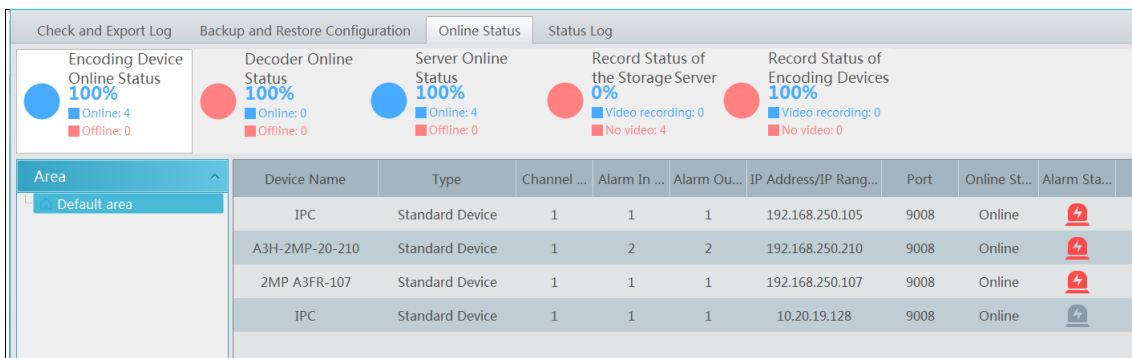 Check and Export Log Backup and Restore Configuration Online Status Status Log
Encoding Device
Online Status
100%
Online: 4
Offline: 0
Decoder Online
Status
100%
Online: 0
Offline: 0
Server Online
Status
100%
Online: 4
Offline: 0
Record Status of
the Storage Server
0%
Video recording: 0
No video: 4
Record Status of
Encoding Devices
100%
Video recording: 0
No video: 0
Area
Default area
Device Name Type Channel ... Alarm In ... Alarm Ou... IP Address/IP Rang... Port Online St... Alarm Sta...
IPC Standard Device 1 1 1 192.168.250.105 9008 Online
A3H-2MP-20-210 Standard Device 1 2 2 192.168.250.210 9008 Online
2MP A3FR-107 Standard Device 1 1 1 192.168.250.107 9008 Online
IPC Standard Device 1 1 1 10.20.19.128 9008 Online